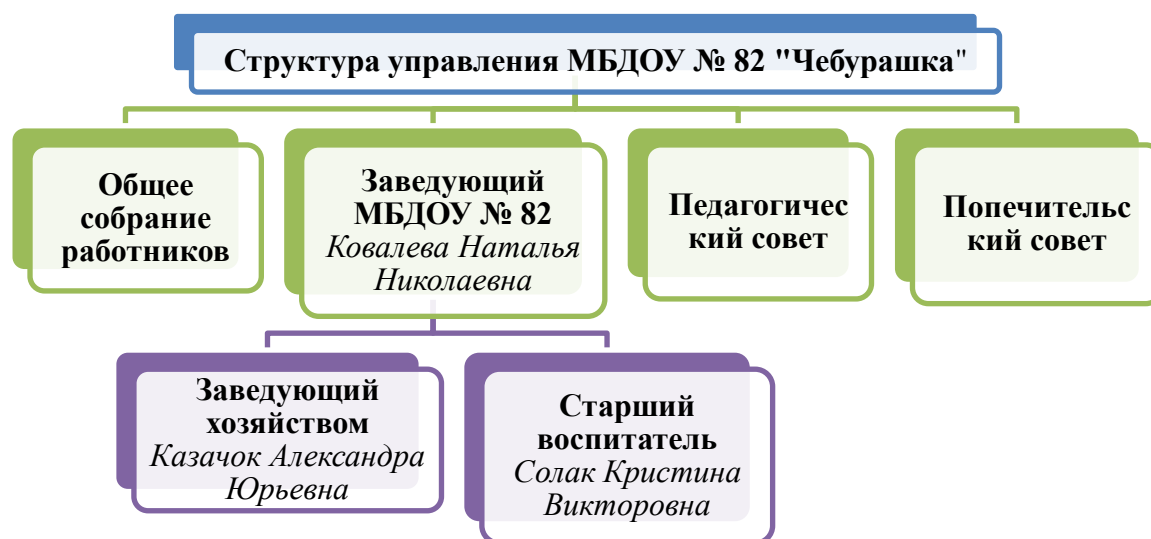 Структура управления МБДОУ № 82 "Чебурашка"
Общее
собрание
работников
Заведующий
МБДОУ № 82
Ковалева Наталья
Николаевна
Педагогичес
кий совет
Попечительс
кий совет
Заведующий
хозяйством
Казачок Александра
Юрьевна
Старший
воспитатель
Солак Кристина
Викторовна